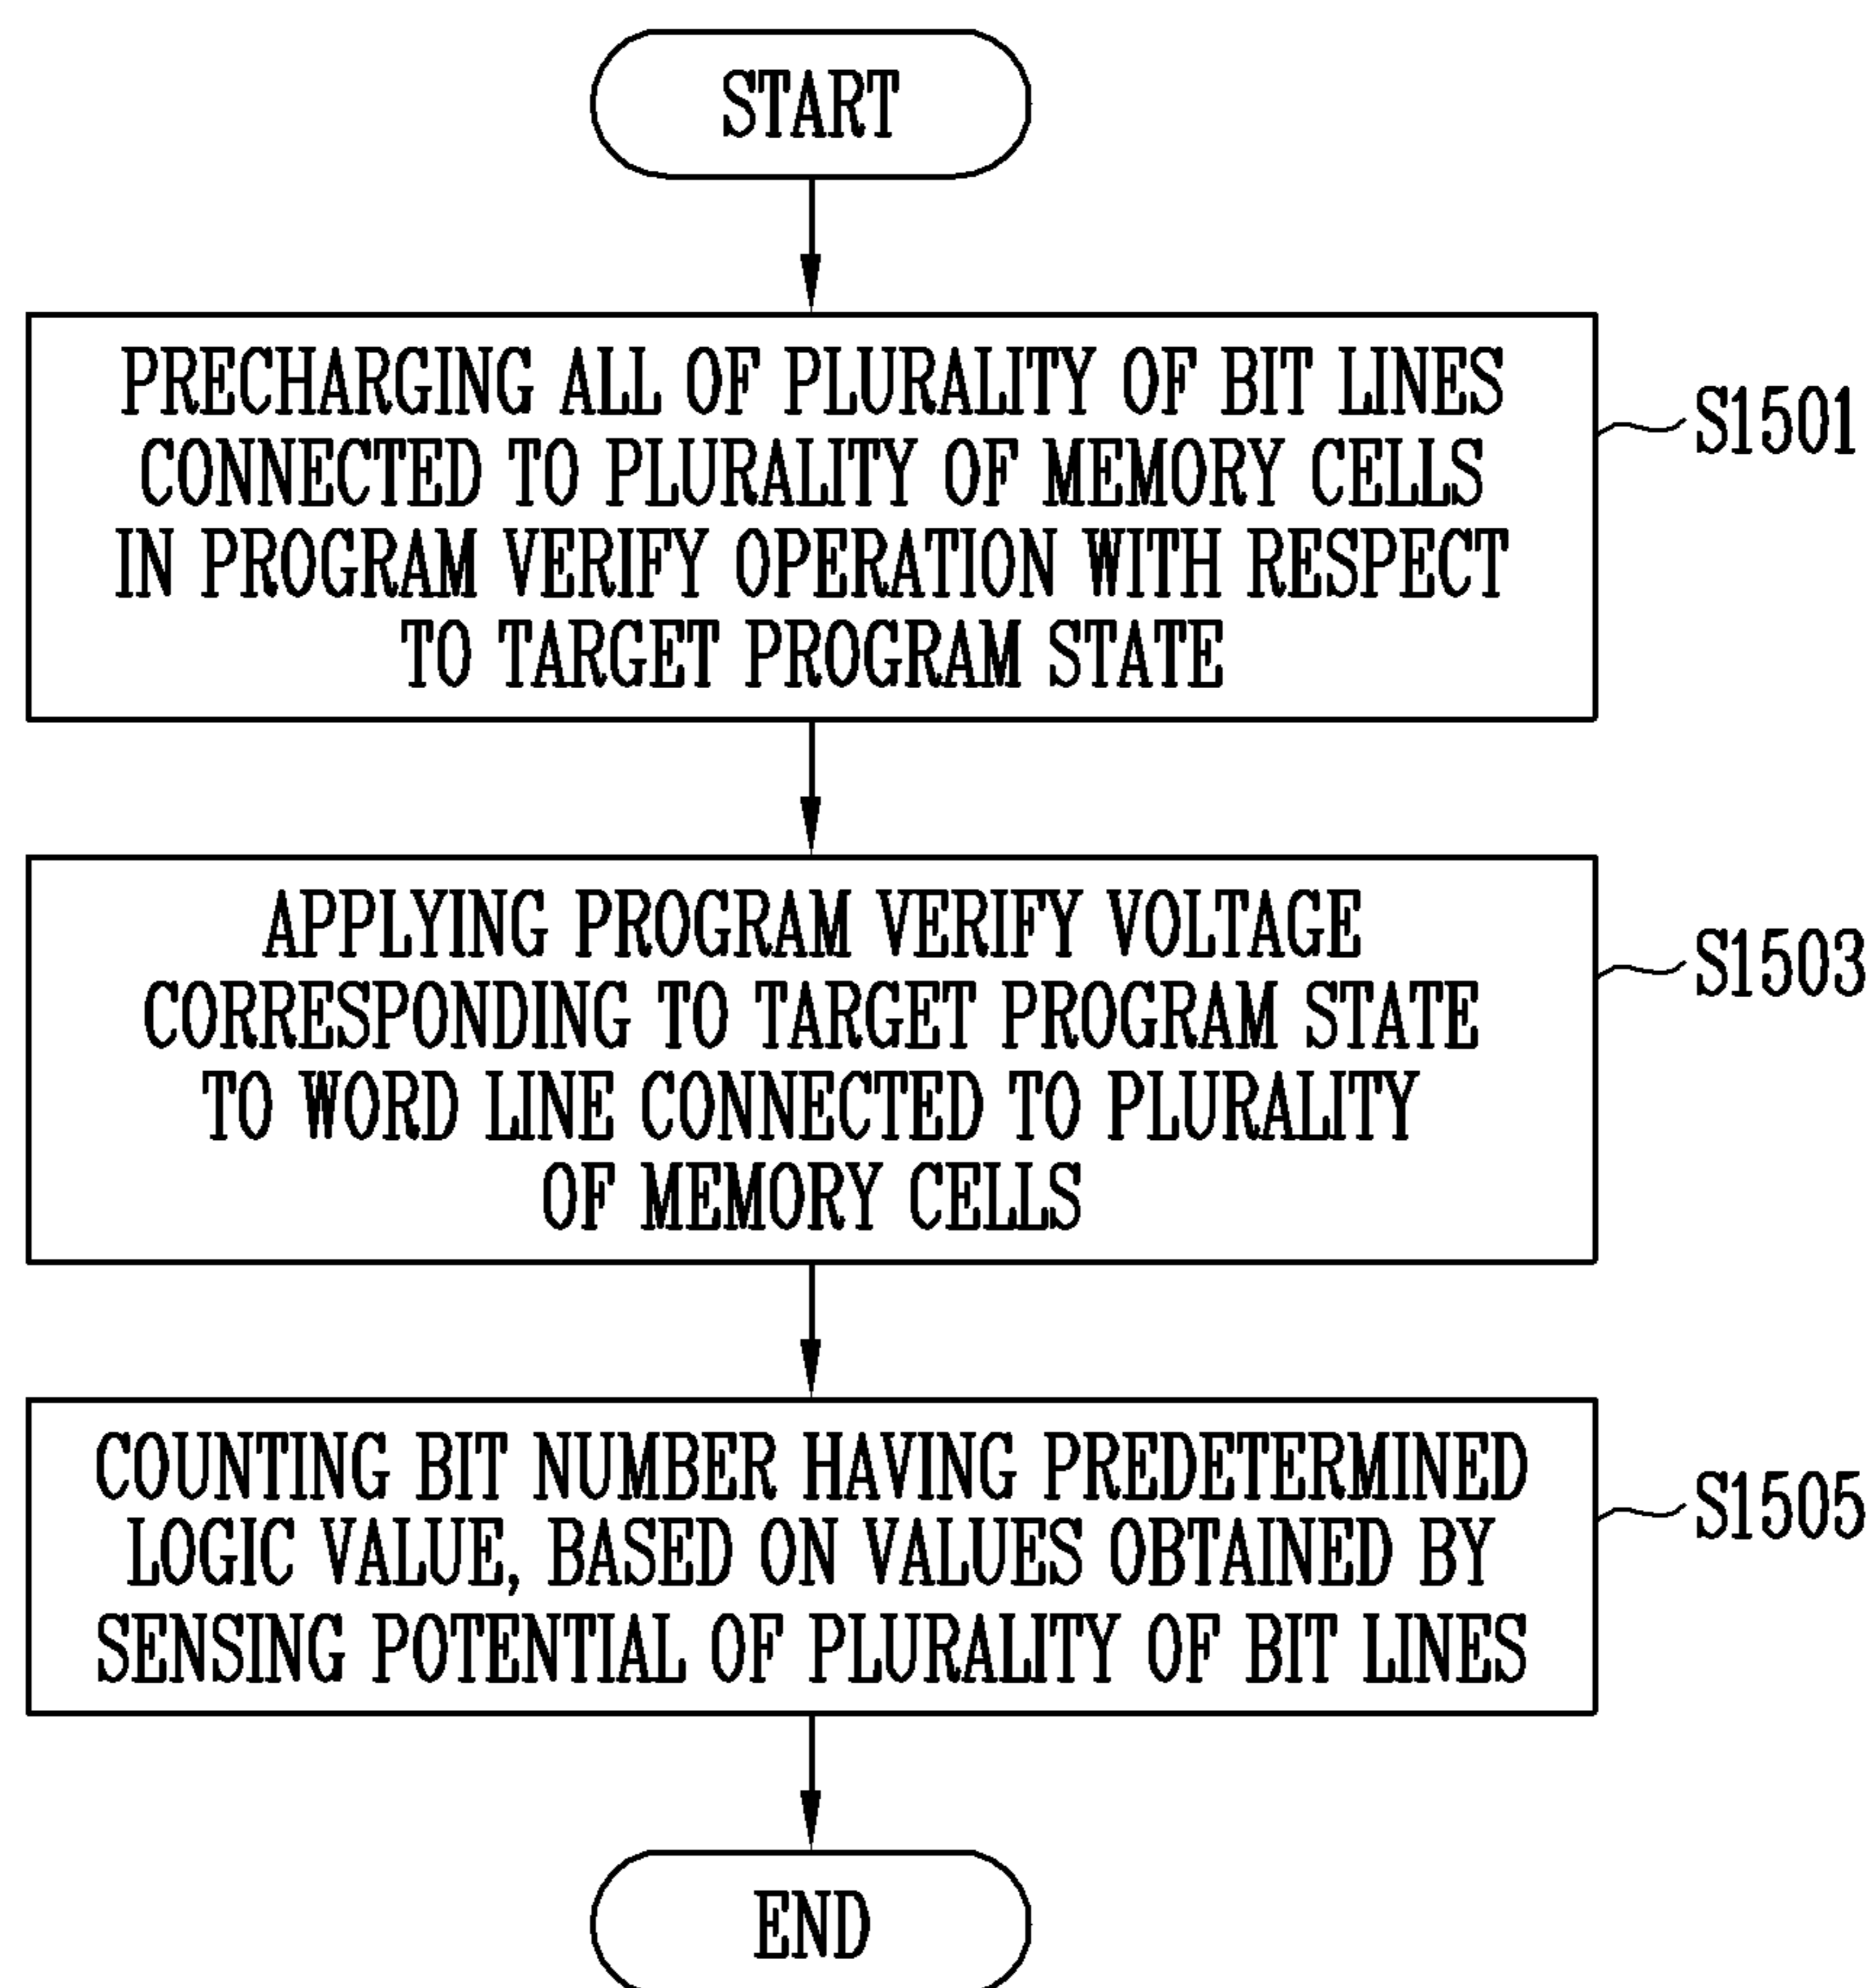 START
PRECHARGING ALL OF PLURALITY OF BIT LINES
CONNECTED TO PLURALITY OF MEMORY CELLS
IN PROGRAM VERIFY OPERATION WITH RESPECT
TO TARGET PROGRAM STATE
S1501
APPLYING PROGRAM VERIFY VOLTAGE
CORRESPONDING TO TARGET PROGRAM STATE
TO WORD LINE CONNECTED TO PLURALITY
OF MEMORY CELLS
S1503
COUNTING BIT NUMBER HAVING PREDETERMINED
LOGIC VALUE, BASED ON VALUES OBTAINED BY
SENSING POTENTIAL OF PLURALITY OF BIT LINES
S1505
END